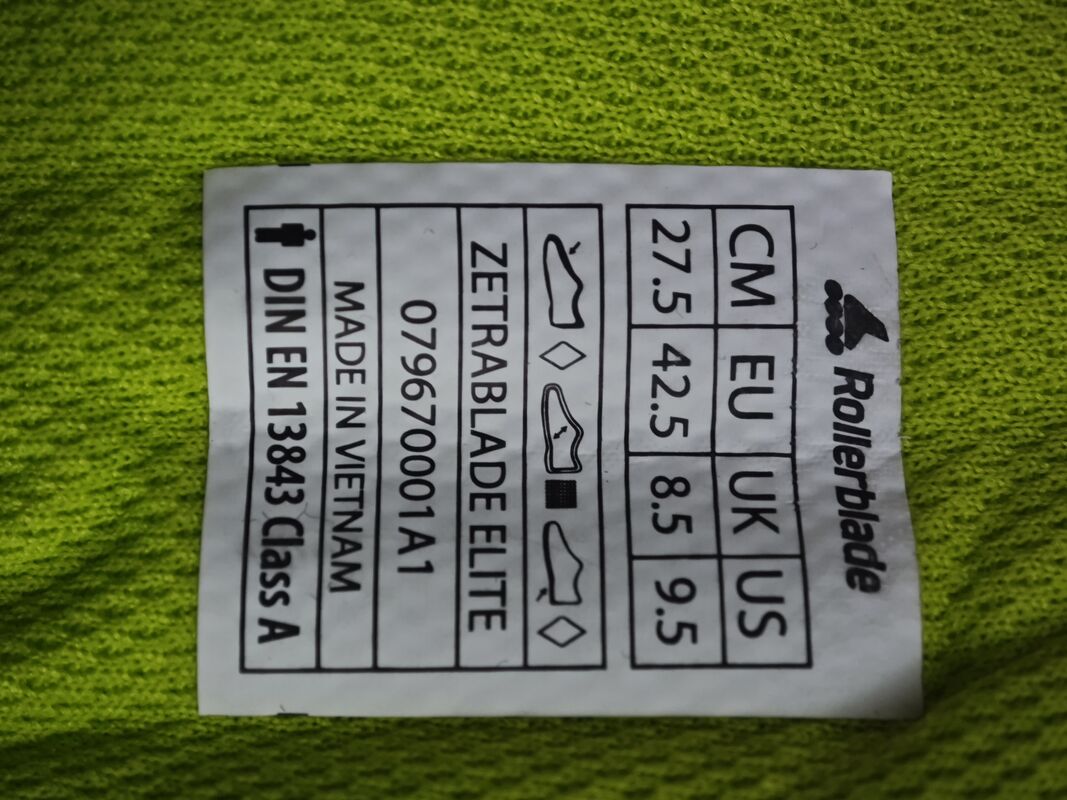 Rollerblade
CM EU UK US
27.5 42.5 8.5 9.5
ZETRABLADE ELITE
079670001A1
MADE IN VIETNAM
DIN EN 13843 Class A